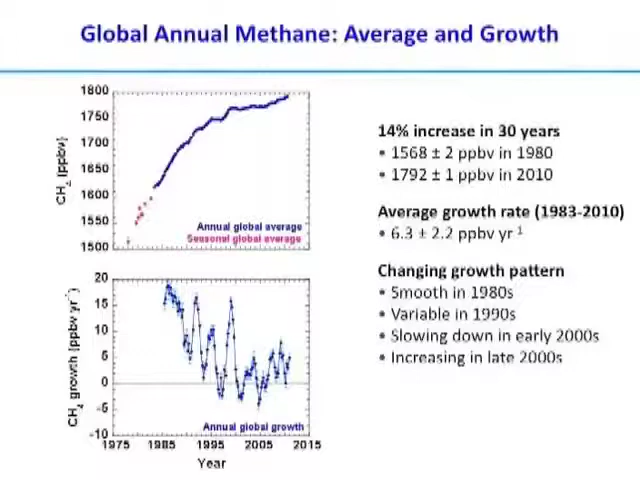 Global Annual Methane: Average and Growth
1800
1750
1700
1650
1600
1550
1500
CH4 (ppbv)
Annual global average
Seasonal global average
20
15
10
5
0
-5
-10
CH4 growth (ppbv yr-1)
Annual global growth
1975 1985 1995 2005 2015
Year
14% increase in 30 years
• 1568 ± 2 ppbv in 1980
• 1792 ± 1 ppbv in 2010
Average growth rate (1983-2010)
• 6.3 ± 2.2 ppbv yr-1
Changing growth pattern
• Smooth in 1980s
• Variable in 1990s
• Slowing down in early 2000s
• Increasing in late 2000s